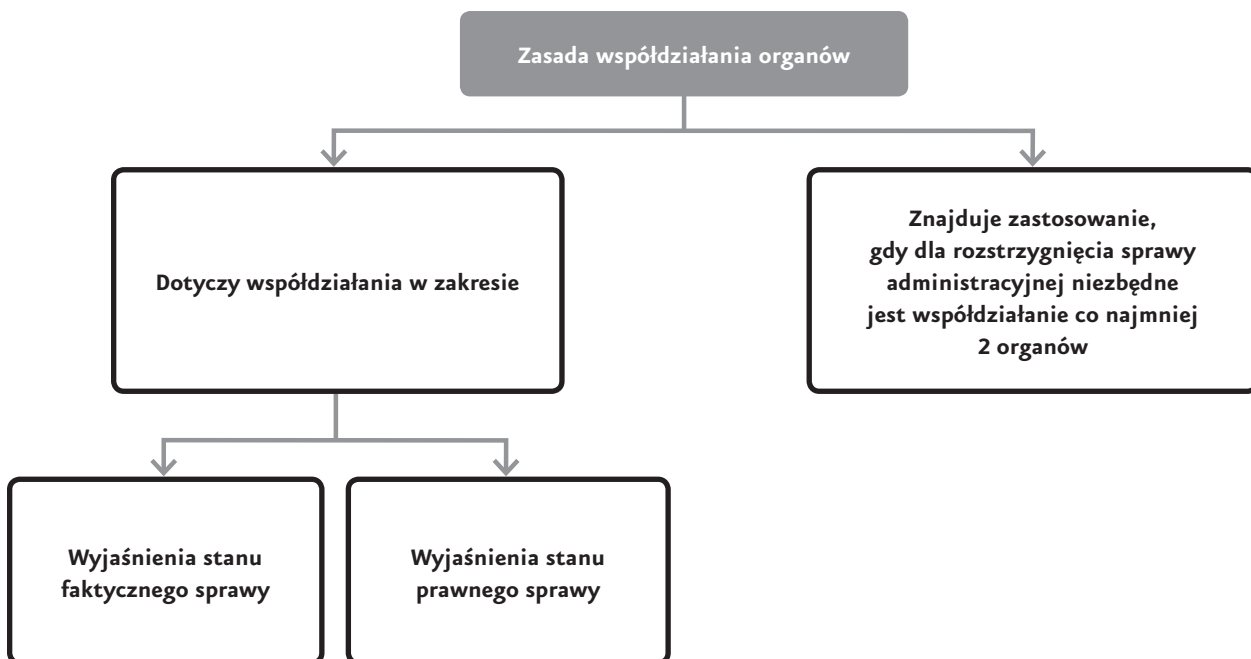 Zasada współdziałania organów
Dotyczy współdziałania w zakresie
Znajduje zastosowanie,
gdy dla rozstrzygnięcia sprawy
administracyjnej niezbędne
jest współdziałanie co najmniej
2 organów
Wyjaśnienia stanu
faktycznego sprawy
Wyjaśnienia stanu
prawnego sprawy